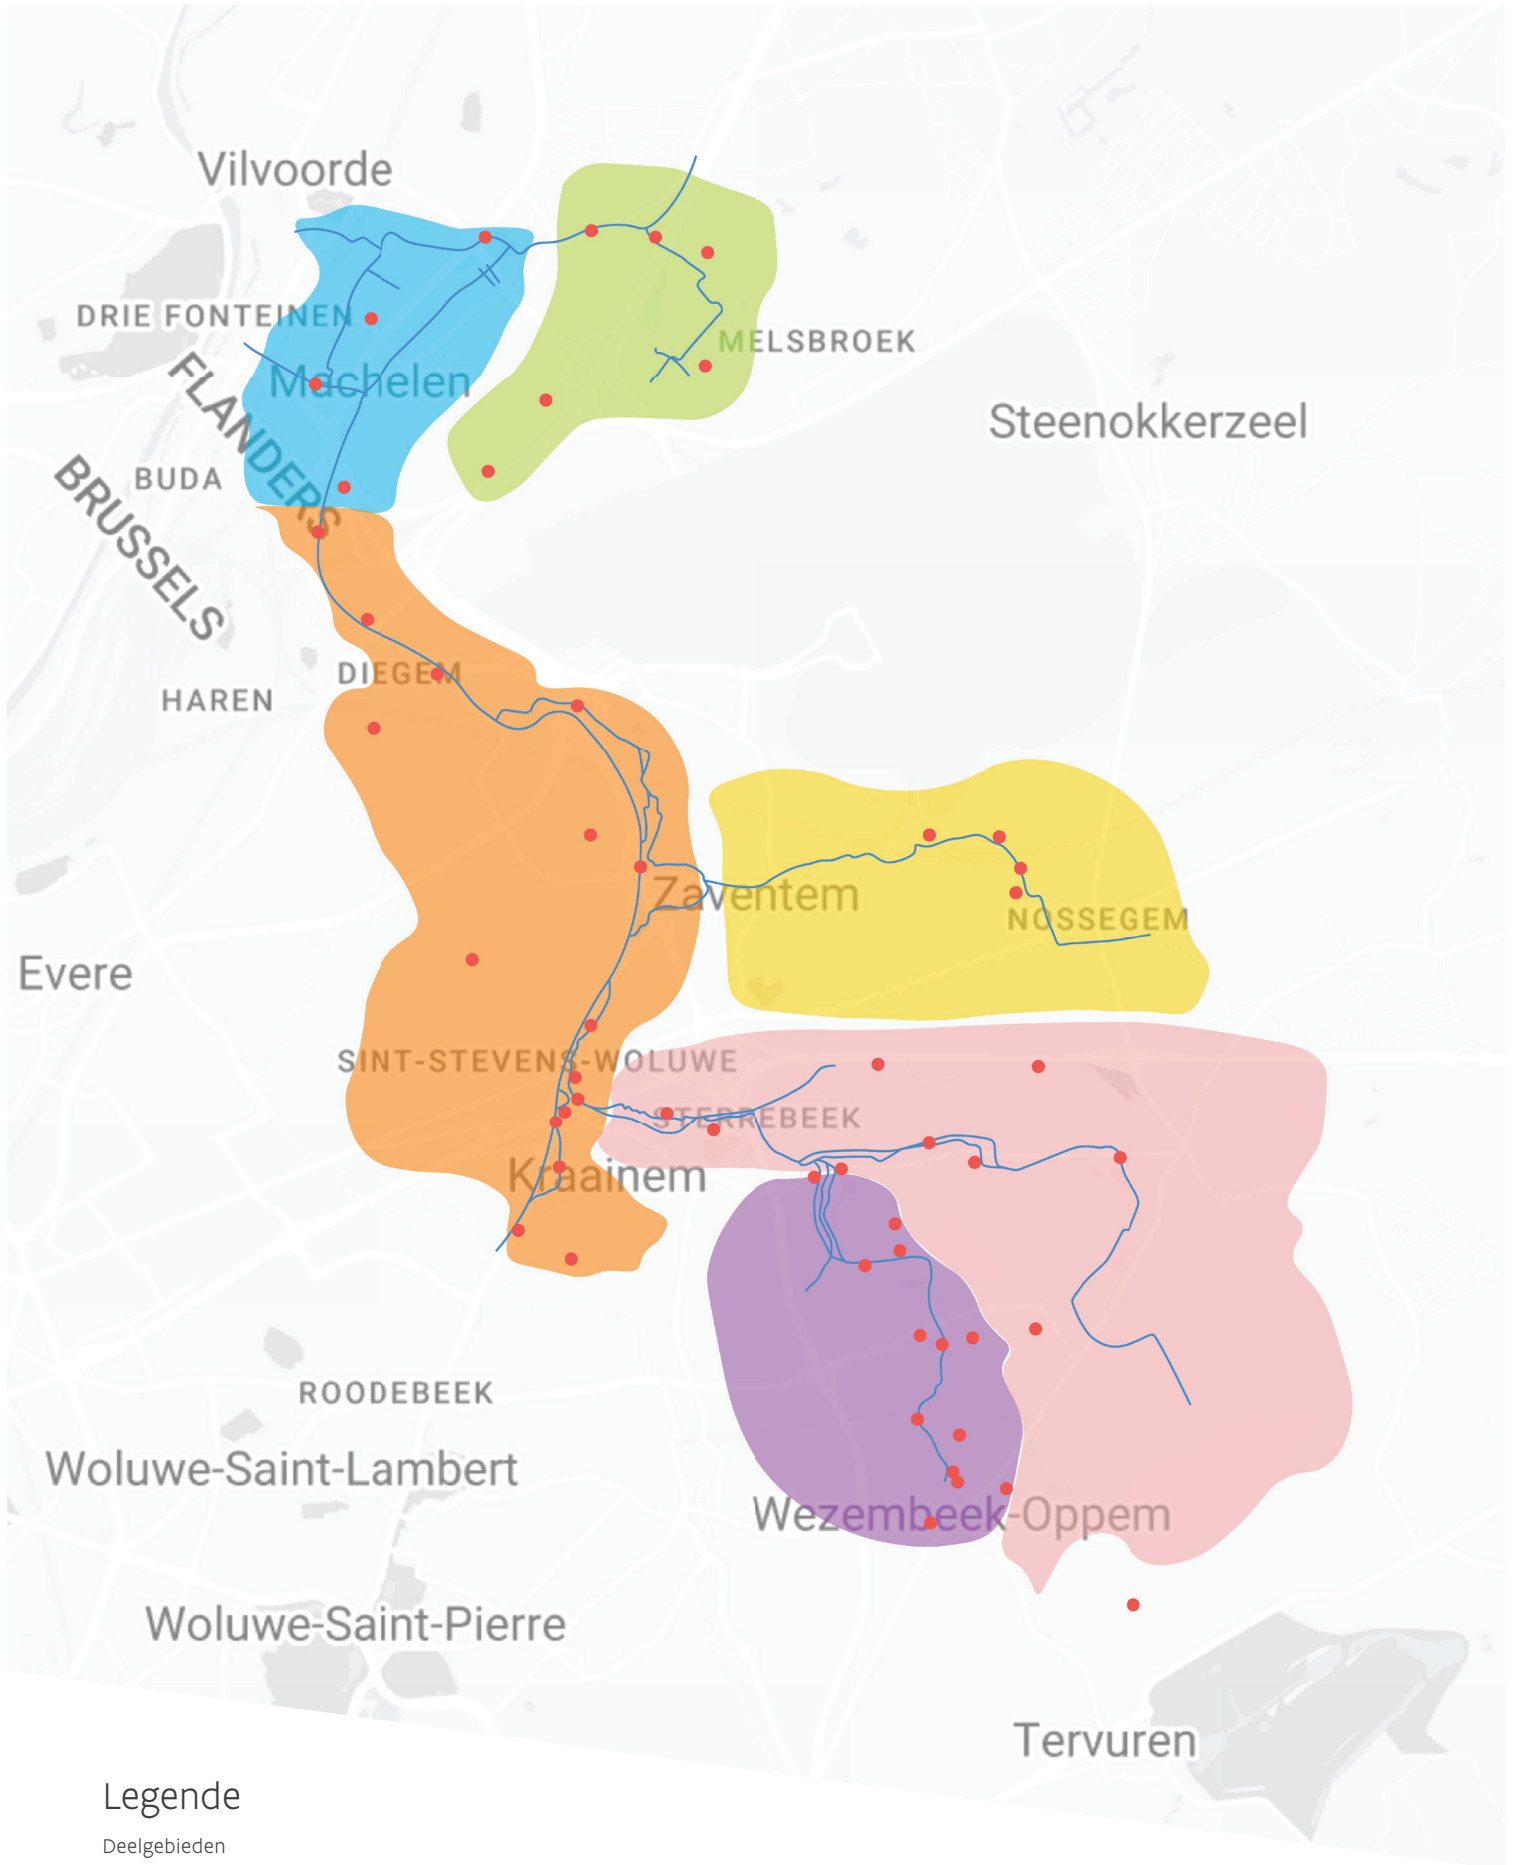 Vilvoorde
DRIE FONTEINEN
MELSBROEK
Machelen
FLANDERS
Steenokkerzeel
BUDA
BRUSSELS
DIEGEM
HAREN
Zaventem
NOSSEGEM
Evere
SINT-STEVENS-WOLUWE
STERREBEEK
Kraainem
ROODEBEEK
Woluwe-Saint-Lambert
Wezembeek-Oppem
Woluwe-Saint-Pierre
Tervuren
Legende
Deelgebieden